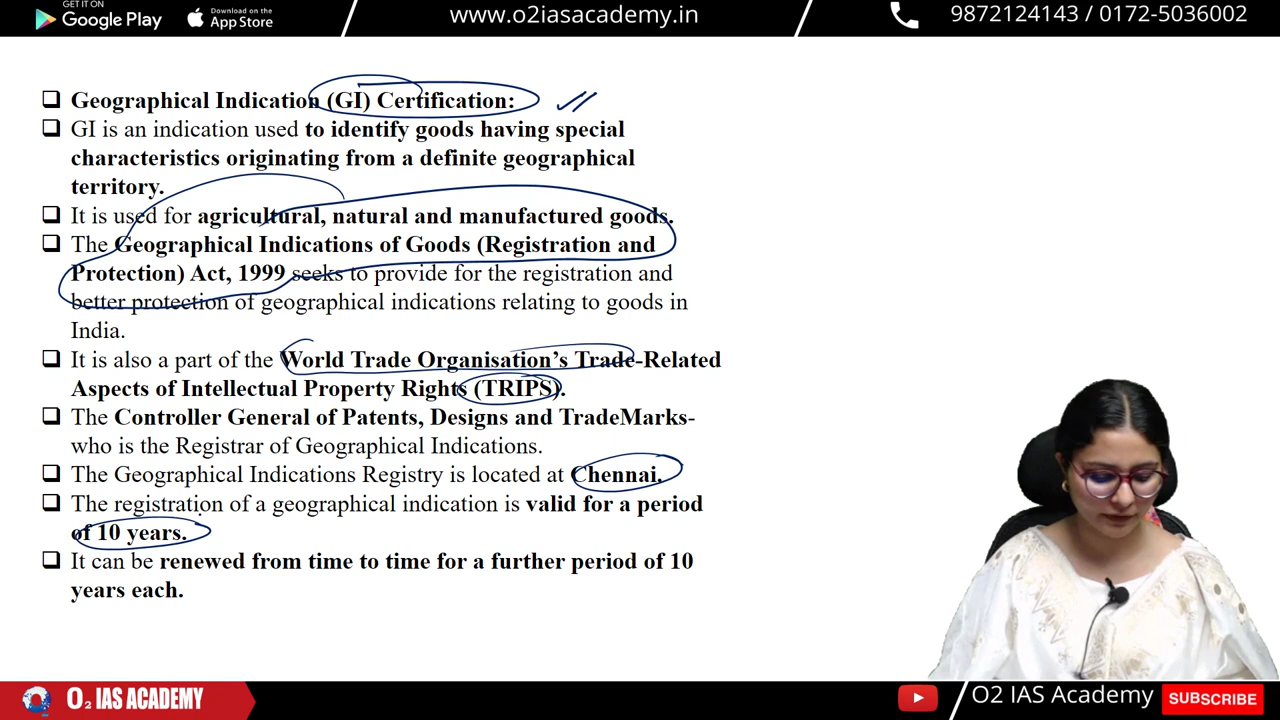 GET IT ON
Google Play
Download on the
App Store
www.o2iasacademy.in
9872124143 / 0172-5036002
Geographical Indication (GI) Certification:
GI is an indication used to identify goods having special
characteristics originating from a definite geographical
territory.
It is used for agricultural, natural and manufactured goods.
The Geographical Indications of Goods (Registration and
Protection) Act, 1999 seeks to provide for the registration and
better protection of geographical indications relating to goods in
India.
It is also a part of the World Trade Organisation’s Trade-Related
Aspects of Intellectual Property Rights (TRIPS).
The Controller General of Patents, Designs and TradeMarks-
who is the Registrar of Geographical Indications.
The Geographical Indications Registry is located at Chennai.
The registration of a geographical indication is valid for a period
of 10 years.
It can be renewed from time to time for a further period of 10
years each.
O2 IAS ACADEMY
O2 IAS Academy
SUBSCRIBE